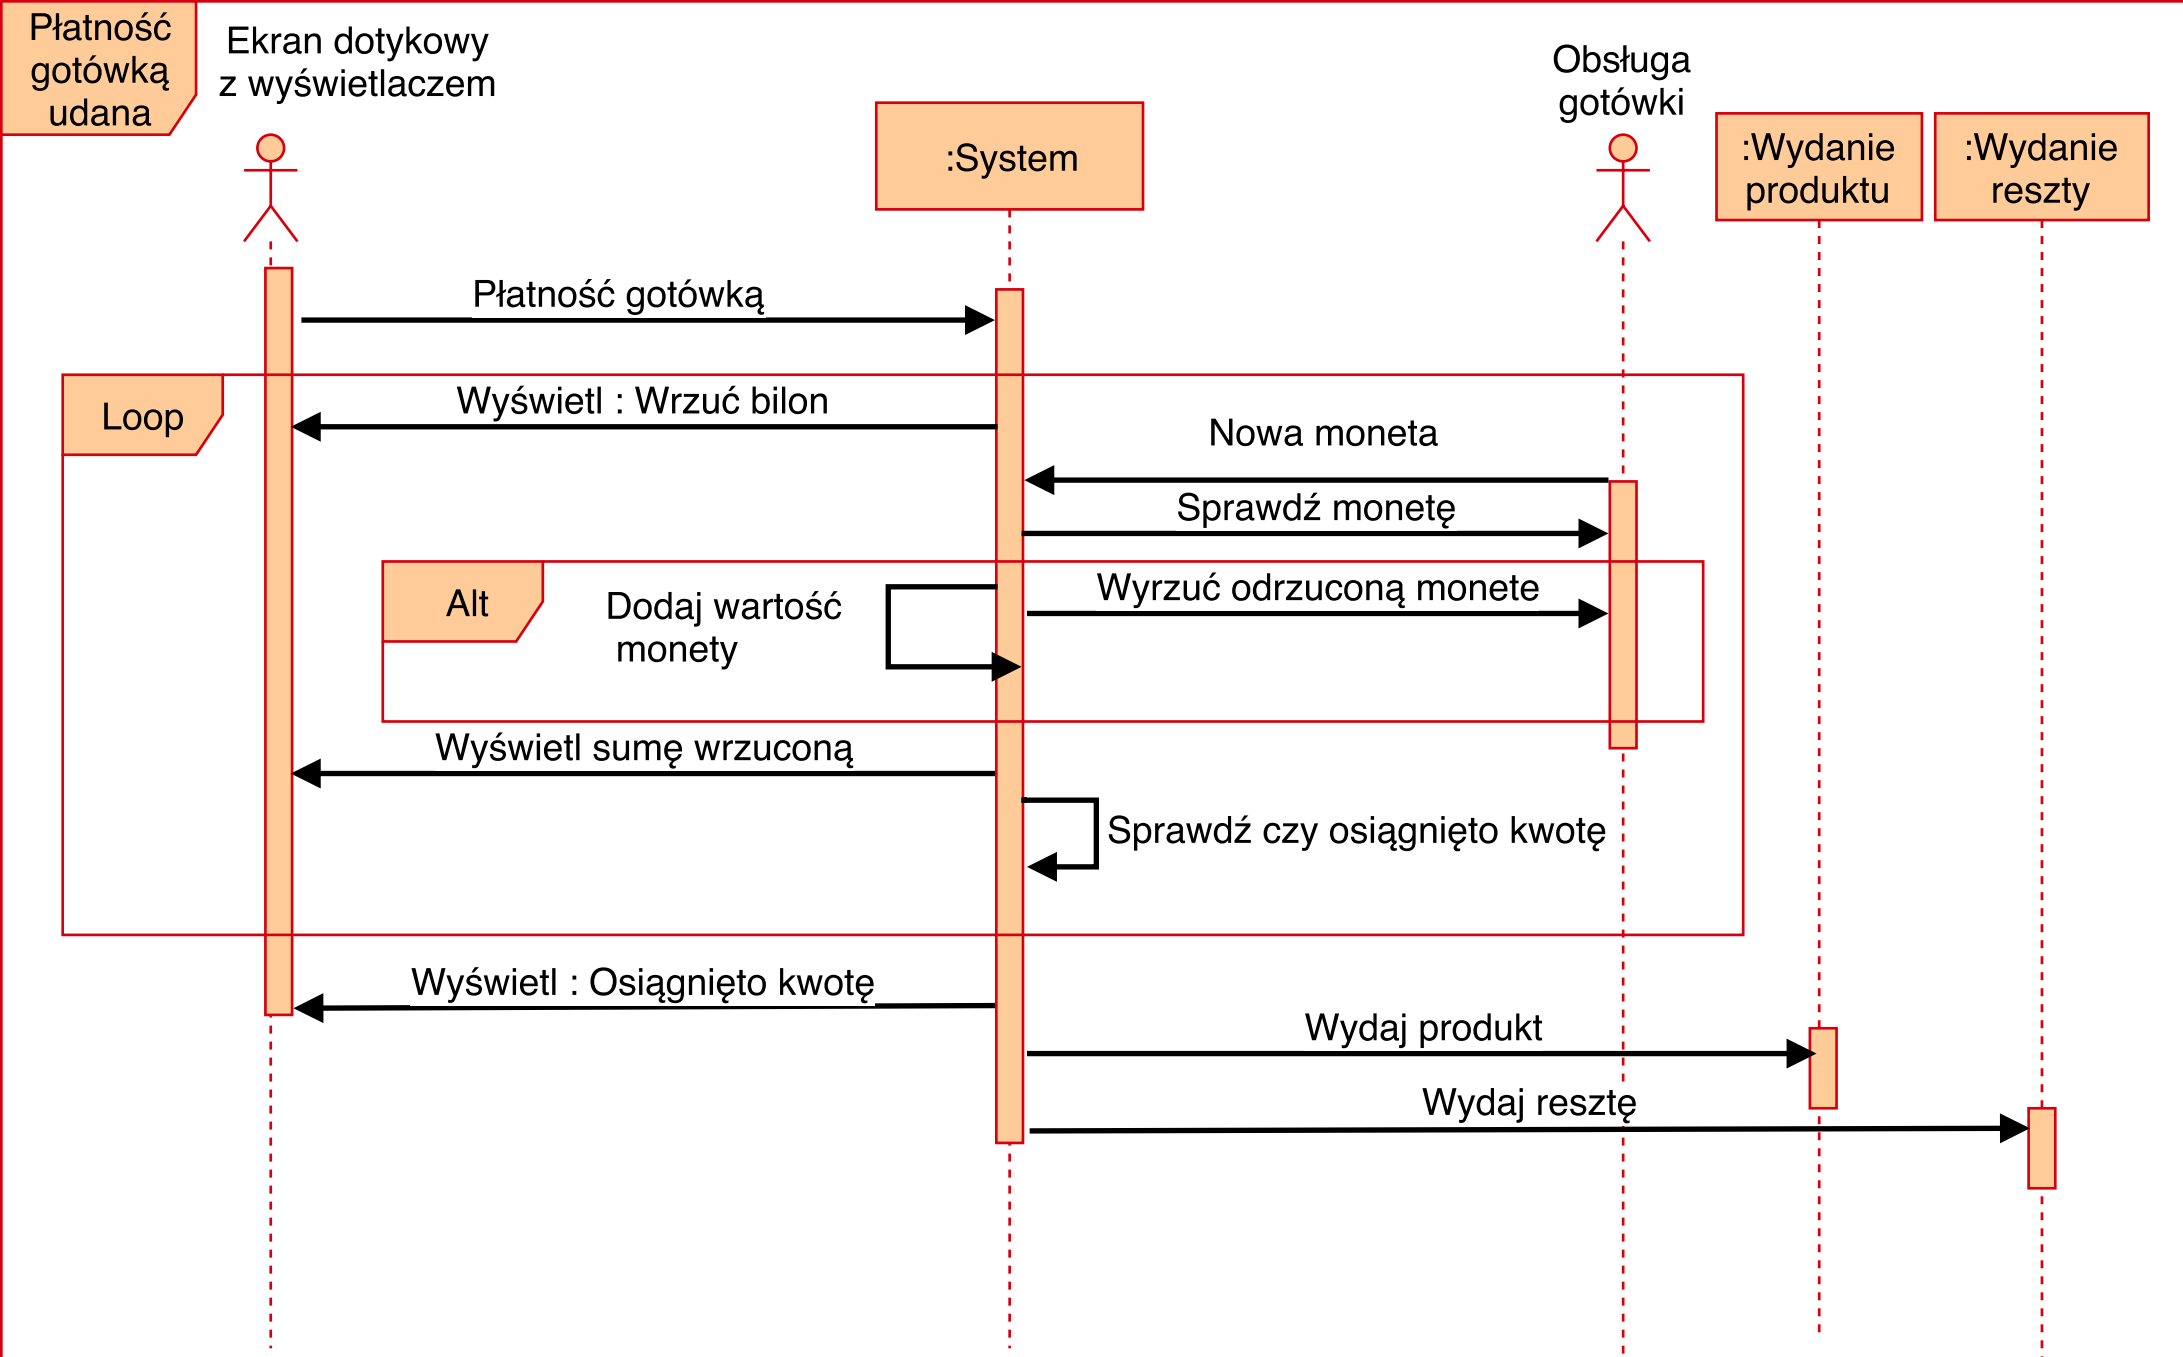 Płatność
gotówką
udana
Ekran dotykowy
z wyświetlaczem
:System
Obsługa
gotówki
:Wydanie
produktu
:Wydanie
reszty
Płatność gotówką
Loop
Wyświetl : Wrzuć bilon
Nowa moneta
Sprawdź monetę
Alt
Dodaj wartość
monety
Wyrzuć odrzuconą monete
Wyświetl sumę wrzuconą
Sprawdź czy osiągnięto kwotę
Wyświetl : Osiągnięto kwotę
Wydaj produkt
Wydaj resztę